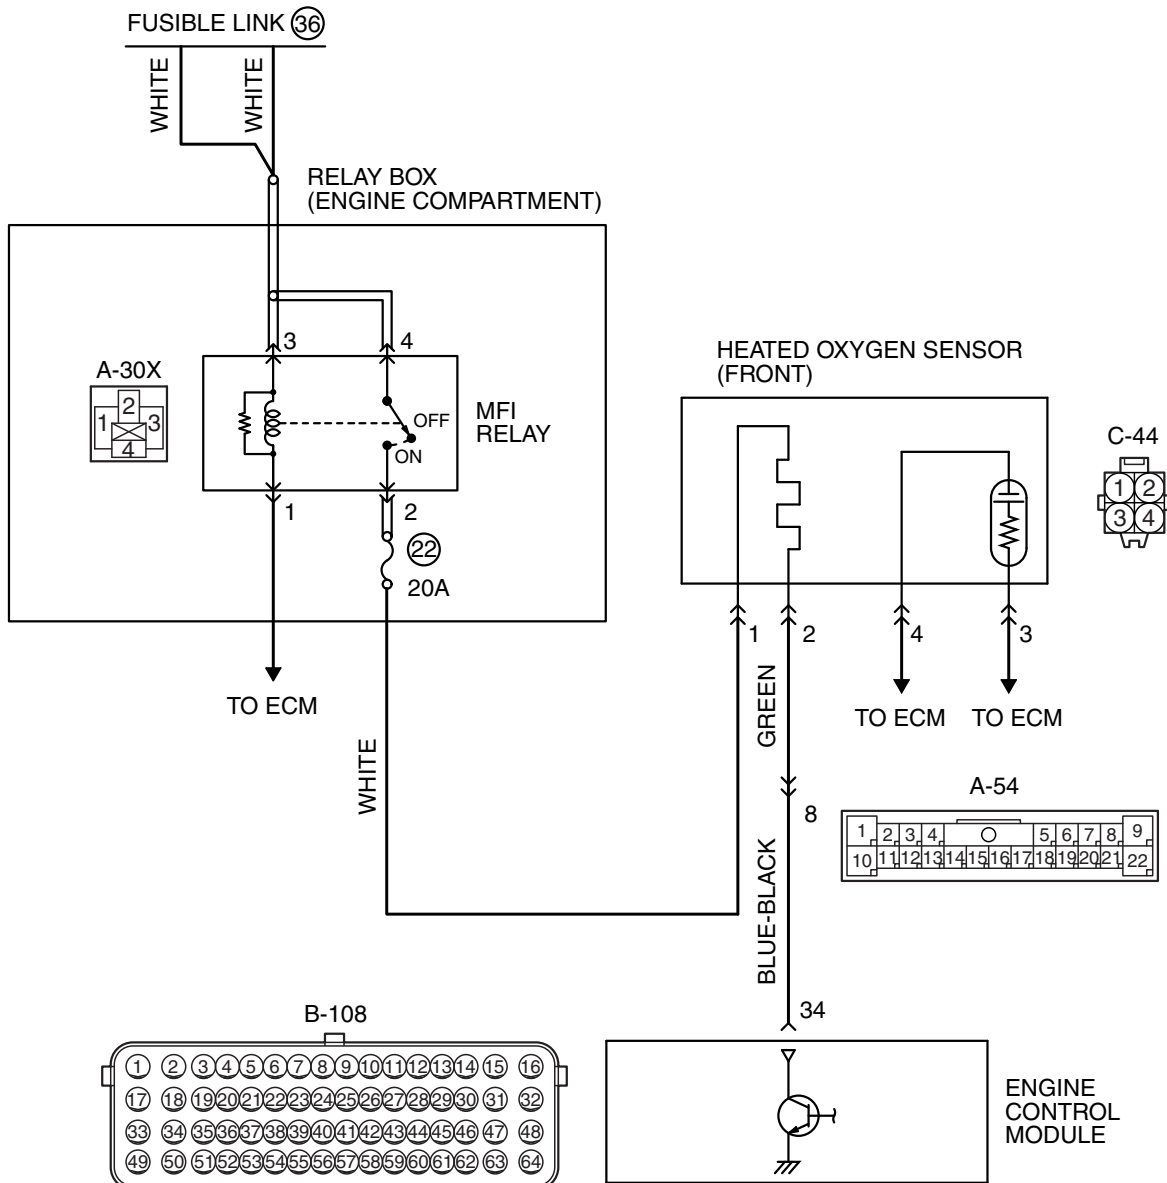 FUSIBLE LINK 36
WHITE
WHITE
RELAY BOX
(ENGINE COMPARTMENT)
3
4
A-30X
1
2
3
4
OFF
ON
MFI
RELAY
1
2
22
20A
TO ECM
WHITE
HEATED OXYGEN SENSOR
(FRONT)
C-44
1 2
3 4
1
2
4
3
GREEN
TO ECM
TO ECM
8
BLUE-BLACK
A-54
1 2 3 4 5 6 7 8 9
10 11 12 13 14 15 16 17 18 19 20 21 22
34
B-108
1 2 3 4 5 6 7 8 9 10 11 12 13 14 15 16
17 18 19 20 21 22 23 24 25 26 27 28 29 30 31 32
33 34 35 36 37 38 39 40 41 42 43 44 45 46 47 48
49 50 51 52 53 54 55 56 57 58 59 60 61 62 63 64
ENGINE
CONTROL
MODULE